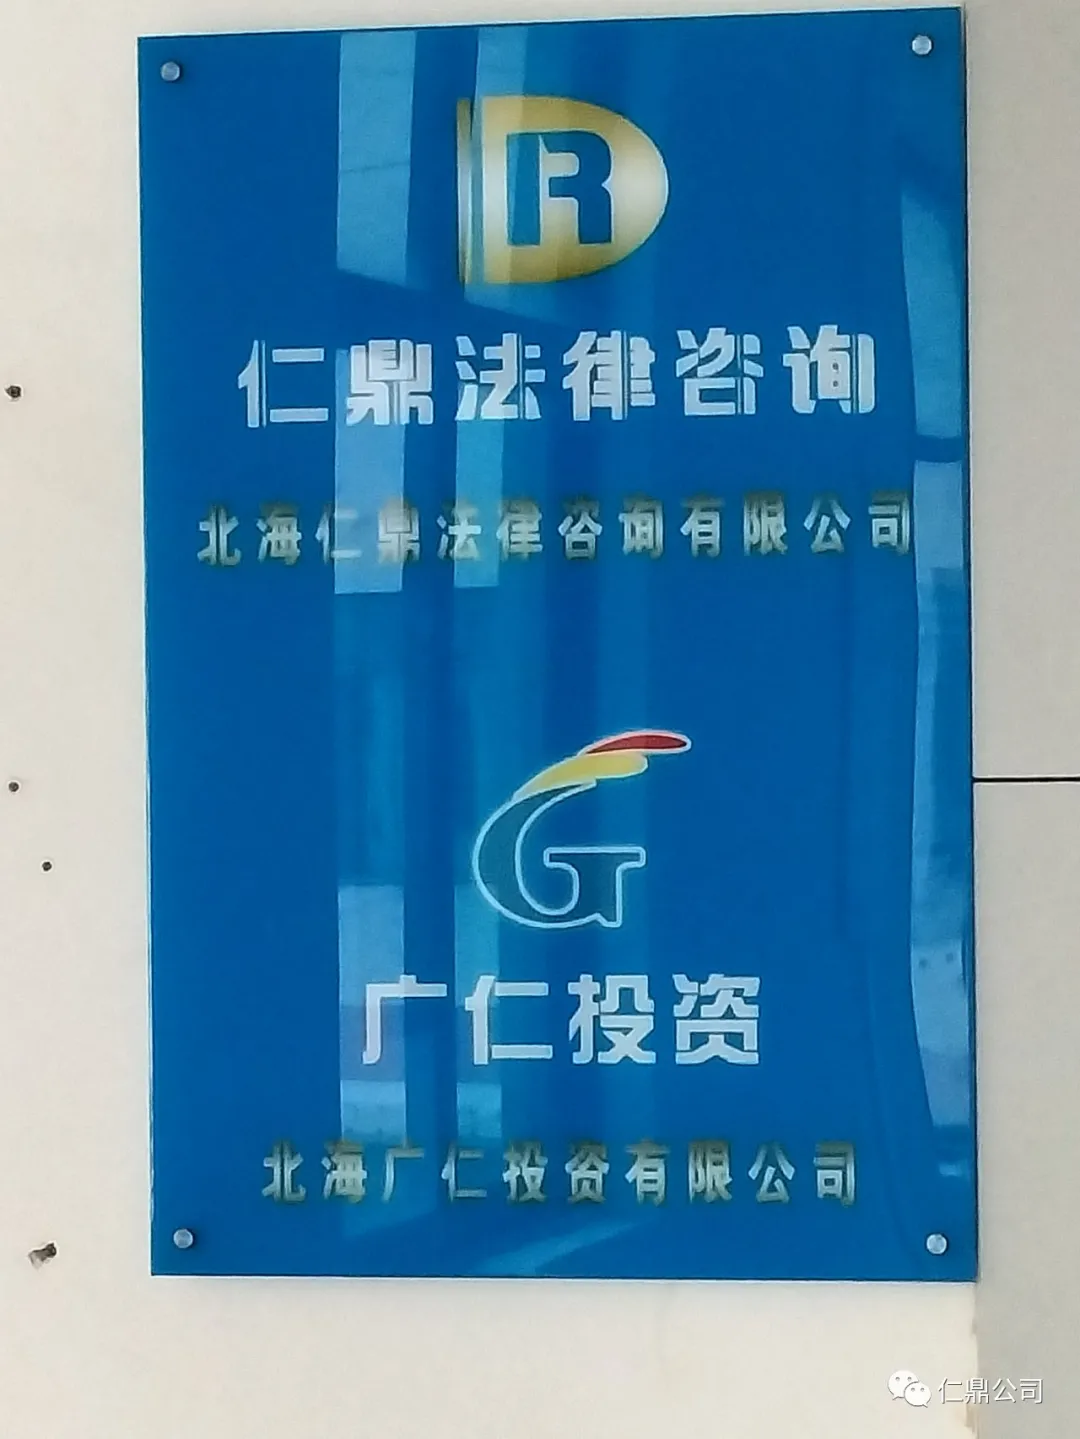 R
仁鼎法律咨询
北海仁鼎法律咨询有限公司
G
广仁投资
北海广仁投资有限公司
仁鼎公司